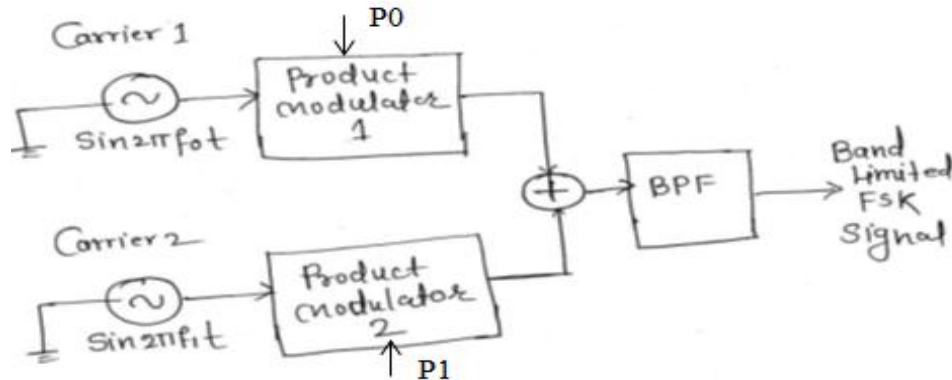 P0
Carrier 1
Product
modulator
1
Sin2πf0t
BPF
Band
Limited
FSK
Signal
Carrier 2
Product
modulator
2
Sin2πf1t
P1